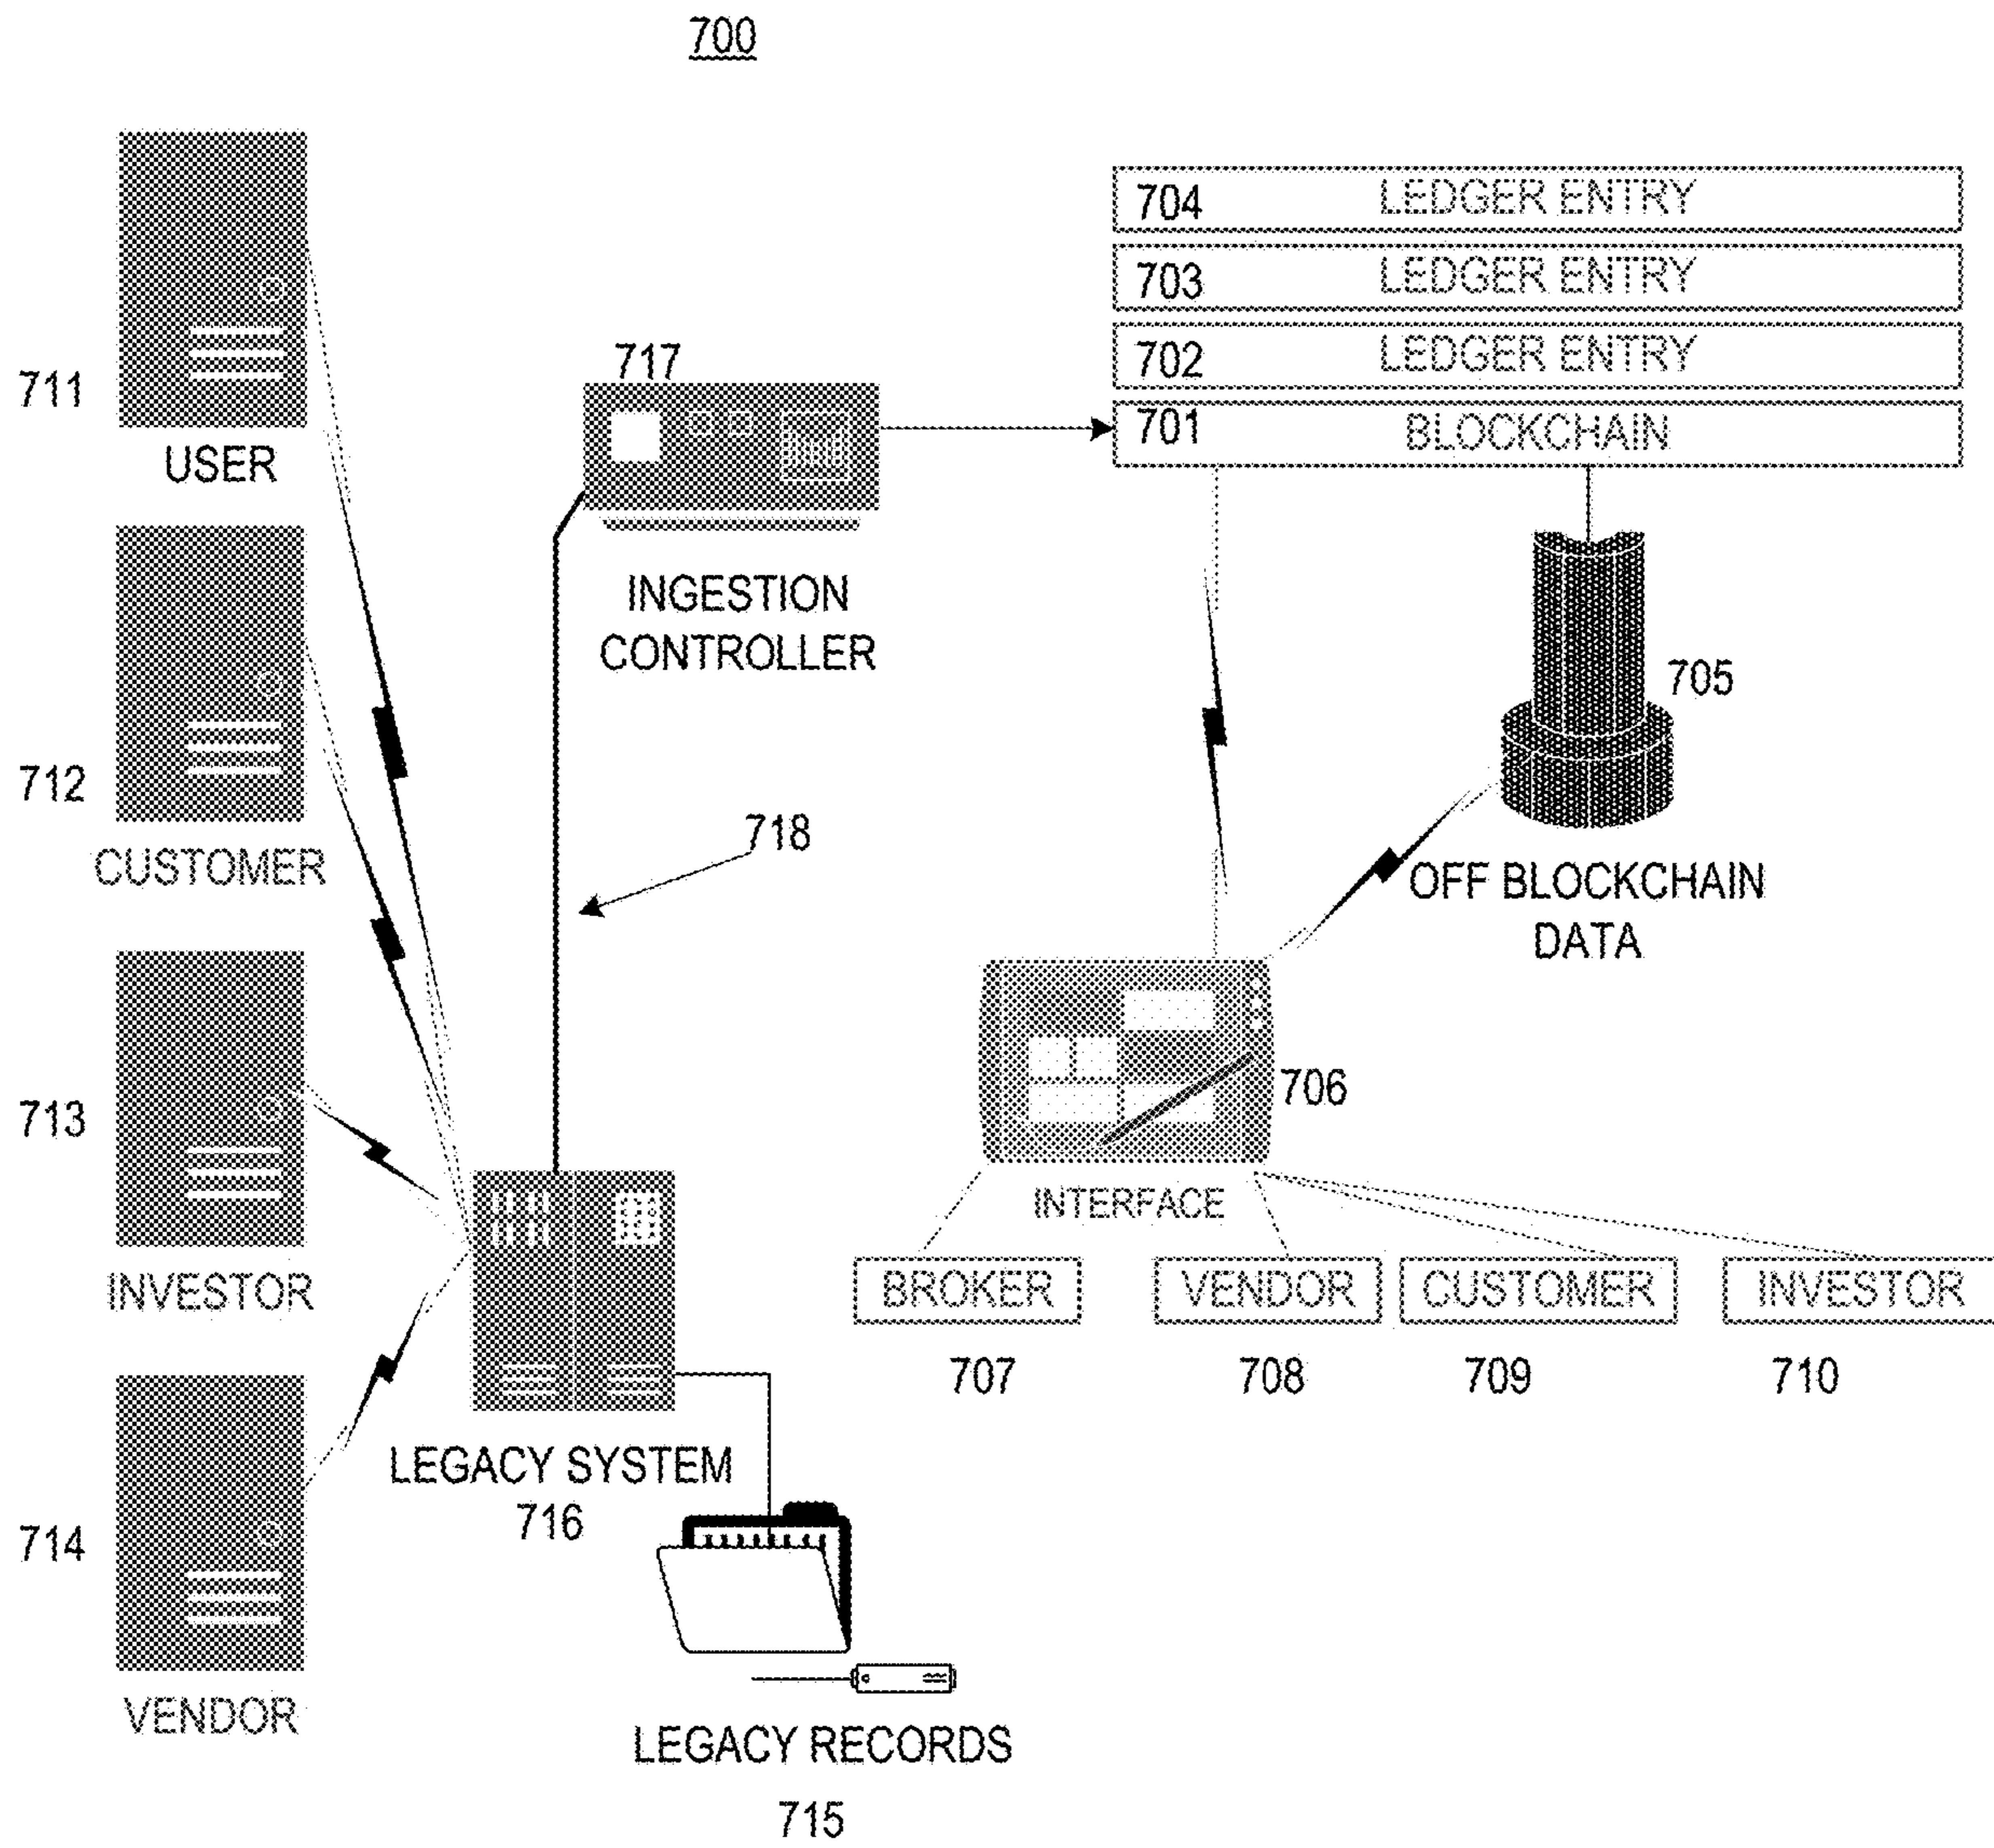 700
704 LEDGER ENTRY
703 LEDGER ENTRY
702 LEDGER ENTRY
701 BLOCKCHAIN
717
INGESTION
CONTROLLER
711
USER
712
CUSTOMER
713
INVESTOR
714
VENDOR
718
705
OFF BLOCKCHAIN
DATA
706
INTERFACE
BROKER VENDOR CUSTOMER INVESTOR
707 708 709 710
LEGACY SYSTEM
716
LEGACY RECORDS
715